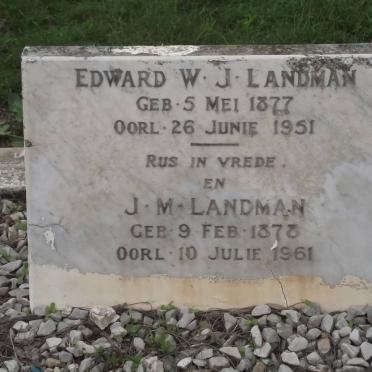 EDWARD W. J. LANDMAN
GEB. 5 MEI 1877
OORL. 26 JUNIE 1951
RUS IN VREDE.
EN
J. M. LANDMAN
GEB. 9 FEB. 1878
OORL. 10 JULIE 1961